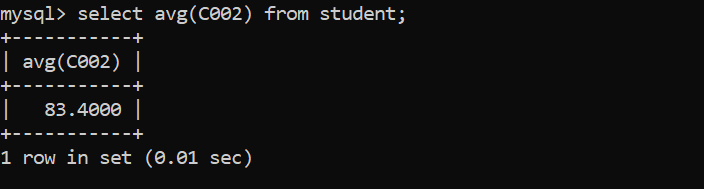 mysql> select avg(C002) from student;
+-----------+
| avg(C002) |
+-----------+
|   83.4000 |
+-----------+
1 row in set (0.01 sec)